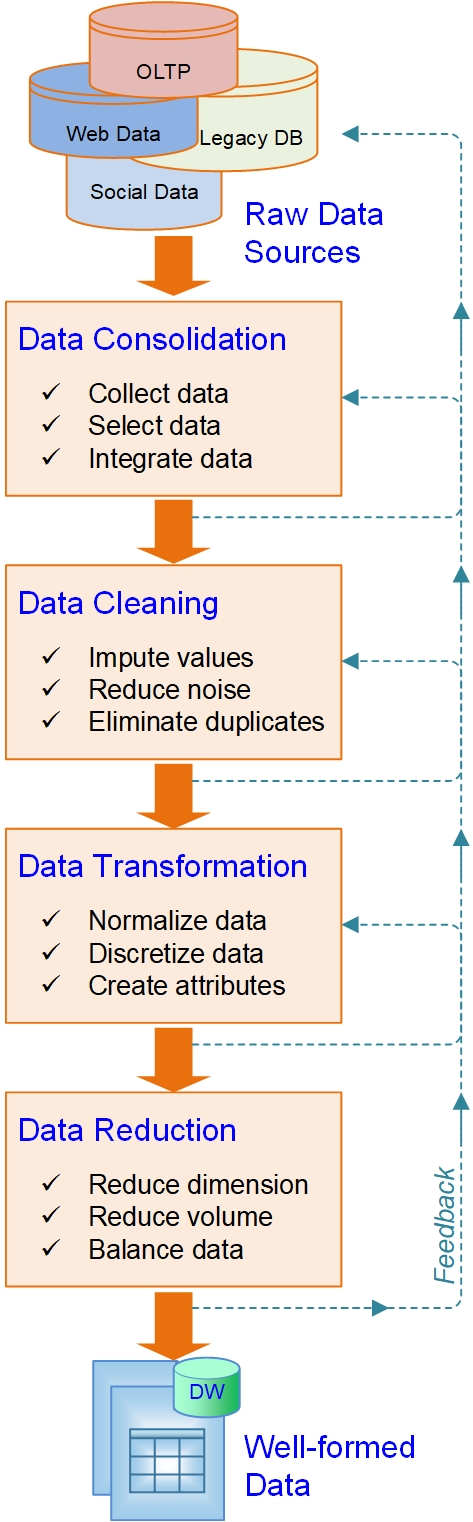 OLTP
Web Data
Legacy DB
Social Data
Raw Data
Sources
Data Consolidation
✓ Collect data
✓ Select data
✓ Integrate data
Data Cleaning
✓ Impute values
✓ Reduce noise
✓ Eliminate duplicates
Data Transformation
✓ Normalize data
✓ Discretize data
✓ Create attributes
Data Reduction
✓ Reduce dimension
✓ Reduce volume
✓ Balance data
Feedback
DW
Well-formed
Data